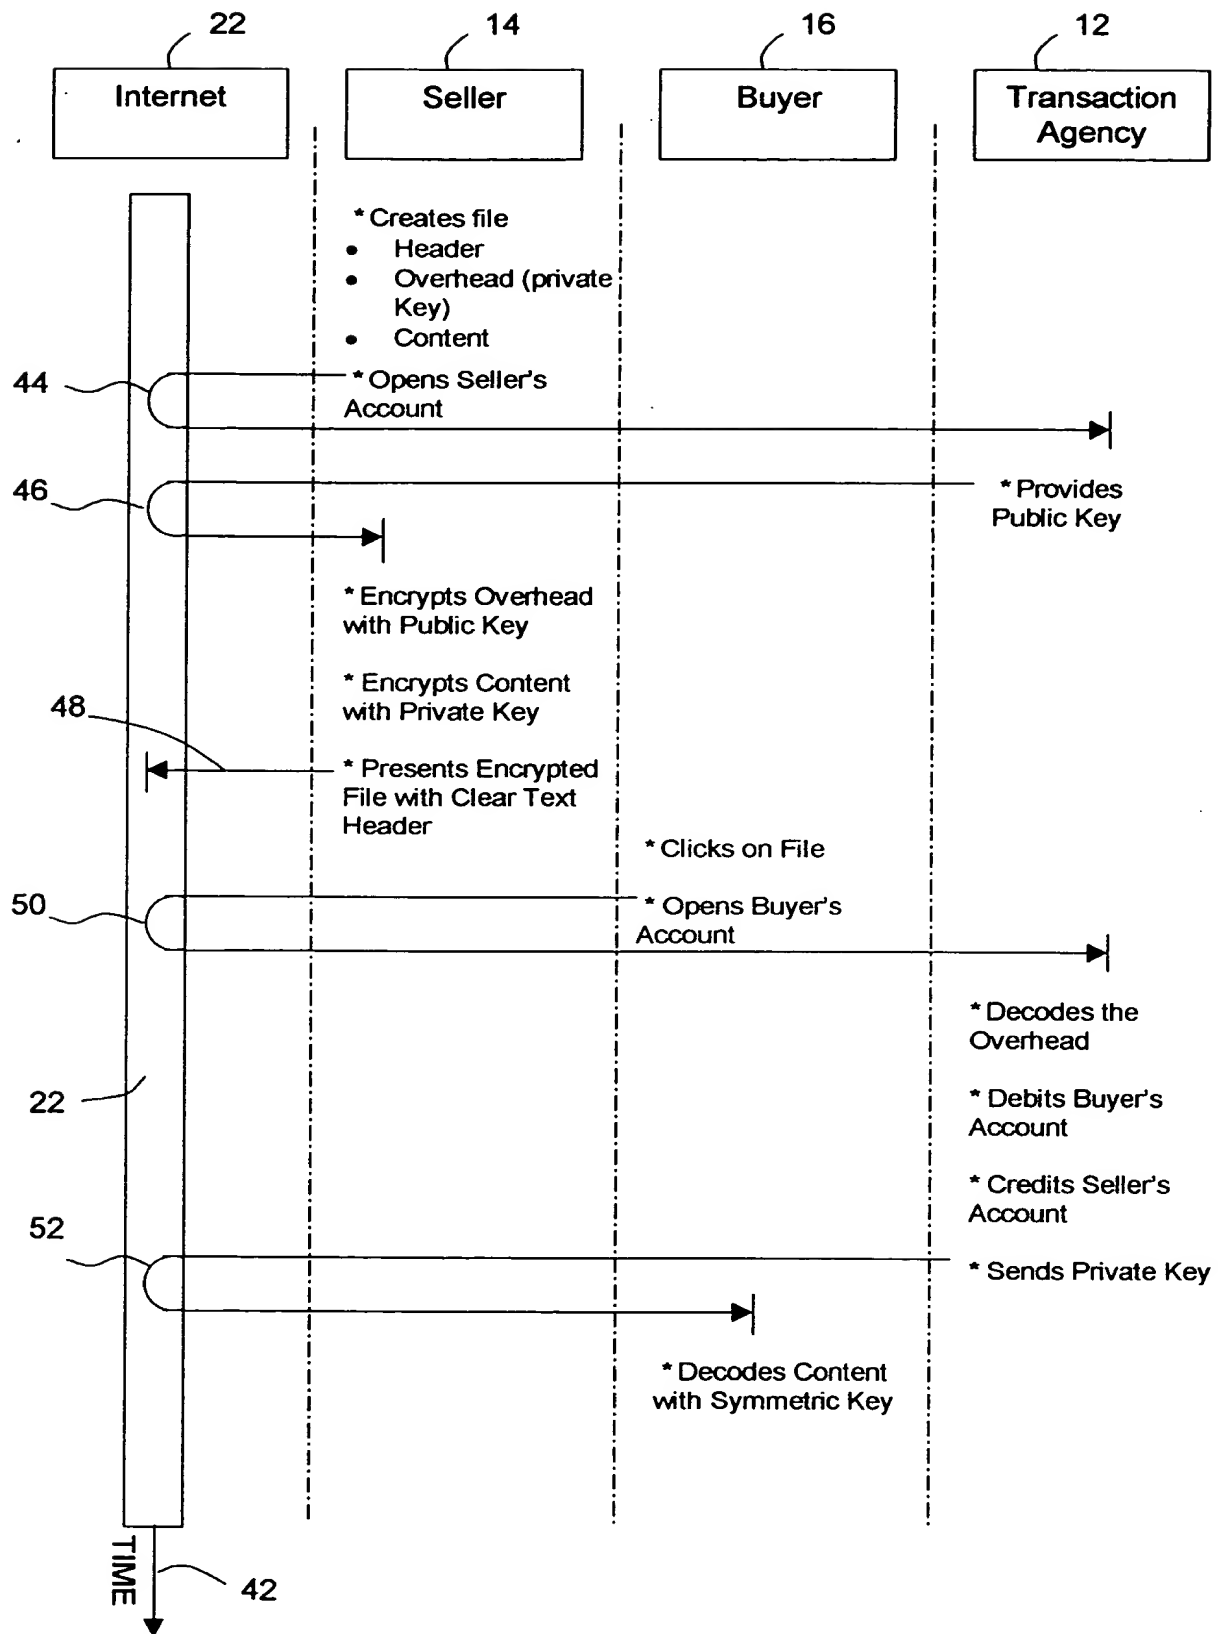 22
14
16
12
Internet
Seller
Buyer
Transaction
Agency
* Creates file
• Header
• Overhead (private
Key)
• Content
44
* Opens Seller's
Account
46
* Provides
Public Key
* Encrypts Overhead
with Public Key
* Encrypts Content
with Private Key
48
* Presents Encrypted
File with Clear Text
Header
* Clicks on File
50
* Opens Buyer's
Account
* Decodes the
Overhead
22
* Debits Buyer's
Account
* Credits Seller's
Account
52
* Sends Private Key
* Decodes Content
with Symmetric Key
TIME
42